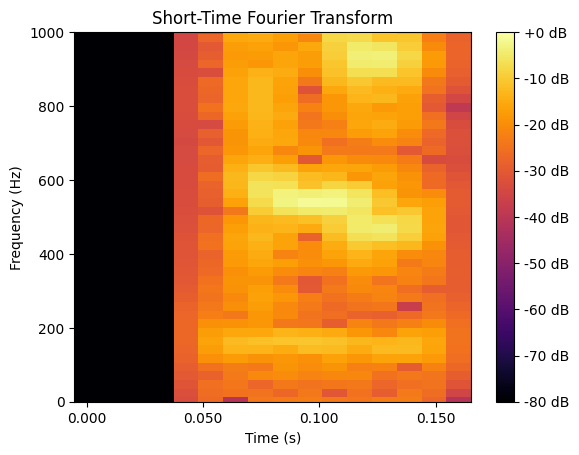 Short-Time Fourier Transform
1000
800
600
400
200
0
Frequency (Hz)
0.000
0.050
0.100
0.150
Time (s)
+0 dB
-10 dB
-20 dB
-30 dB
-40 dB
-50 dB
-60 dB
-70 dB
-80 dB